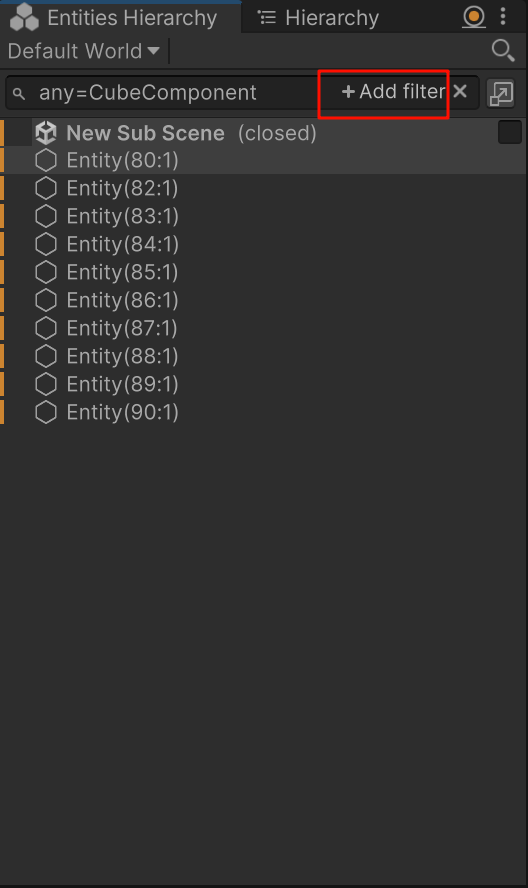 Entities Hierarchy Hierarchy
Default World
any=CubeComponent + Add filter
New Sub Scene (closed)
Entity(80:1)
Entity(82:1)
Entity(83:1)
Entity(84:1)
Entity(85:1)
Entity(86:1)
Entity(87:1)
Entity(88:1)
Entity(89:1)
Entity(90:1)